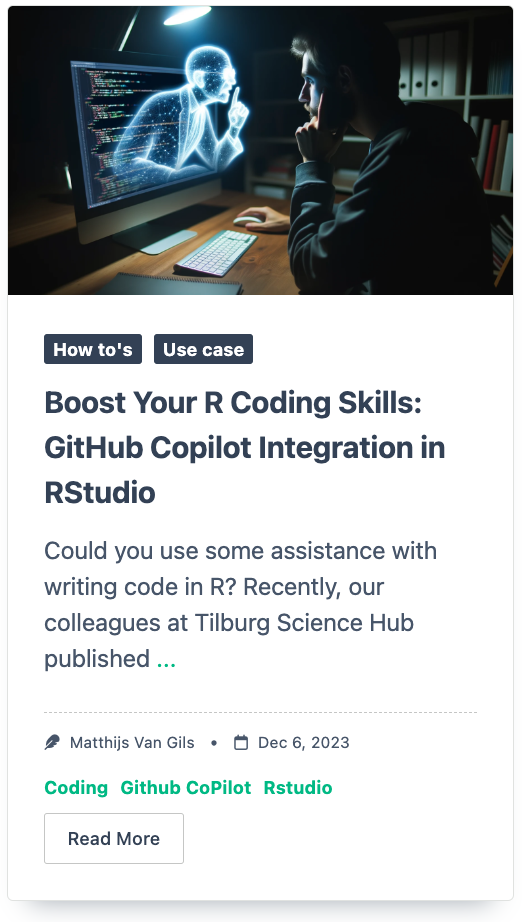 How to's Use case
Boost Your R Coding Skills:
GitHub Copilot Integration in
RStudio
Could you use some assistance with
writing code in R? Recently, our
colleagues at Tilburg Science Hub
published ...
Matthijs Van Gils • Dec 6, 2023
Coding Github CoPilot Rstudio
Read More